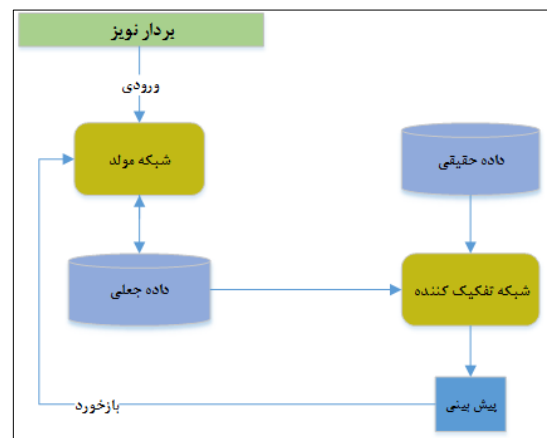 بردار نویز
ورودی
شبکه مولد
داده حقیقی
داده جعلی
شبکه تفکیک کننده
پیش بینی
بازخورد